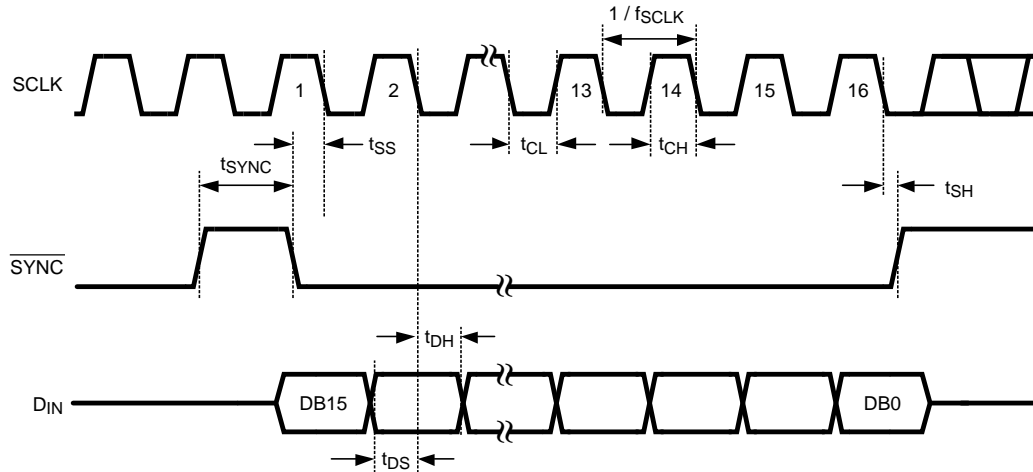 1 / fSCLK
SCLK
1 2 13 14 15 16
tSS tCL tCH
tSYNC
tSH
SYNC
tDH
DIN
DB15 DB0
tDS